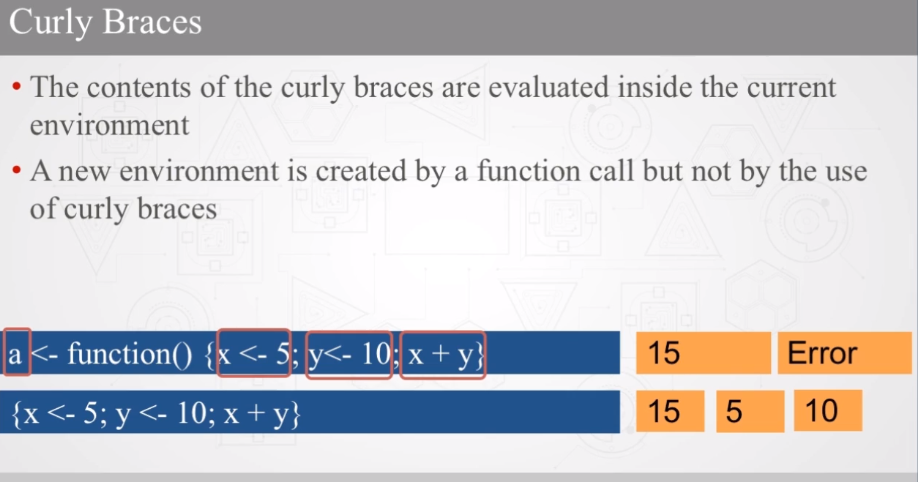 Curly Braces
• The contents of the curly braces are evaluated inside the current
environment
• A new environment is created by a function call but not by the use
of curly braces
a <- function() {x <- 5; y<- 10; x + y} 15 Error
{x <- 5; y <- 10; x + y} 15 5 10